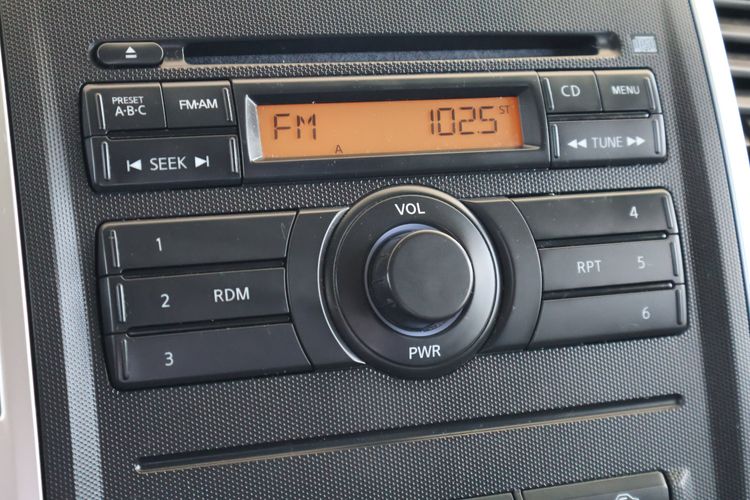 PRESET
A·B·C
FM·AM
FM
A
1025
ST
CD
MENU
SEEK
TUNE
VOL
1
2 RDM
3
PWR
4
RPT 5
6